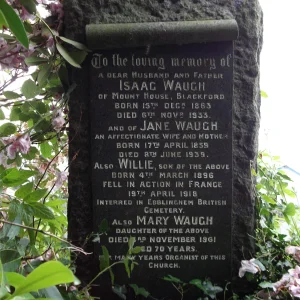 To the loving memory of
A DEAR HUSBAND AND FATHER
ISAAC WAUGH
OF MOUNT HOUSE, BLACKFORD
BORN 15TH DECR 1863
DIED 6TH NOVR 1933.
AND OF JANE WAUGH
AN AFFECTIONATE WIFE AND MOTHER
BORN 17TH APRIL 1859
DIED 8TH JUNE 1939.
ALSO WILLIE, SON OF THE ABOVE
BORN 4TH MARCH 1896
FELL IN ACTION IN FRANCE
19TH APRIL 1918
INTERRED IN EBBLINGHEM BRITISH
CEMETERY.
ALSO MARY WAUGH
DAUGHTER OF THE ABOVE
DIED NOVEMBER 1961
AGED 70 YEARS.
FOR MANY YEARS ORGANIST OF THIS
CHURCH.